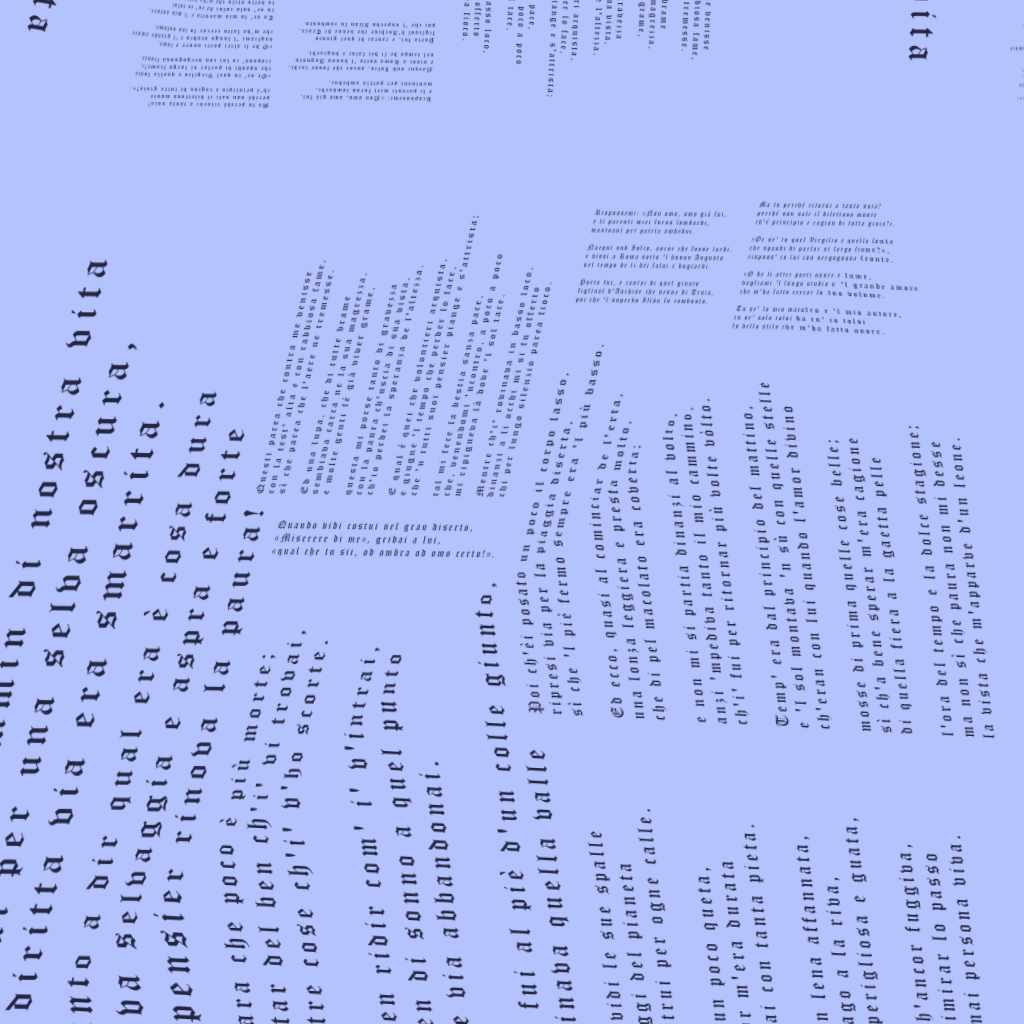 mmin di nostra vita
per una selva oscura,
diritta via era smarrita.
nto a dir qual era è cosa dura
va selvaggia e aspra e forte
pensier rinova la paura!
ara che poco è più morte;
tar del ben ch'i' vi trovai,
tre cose ch'i' v'ho scorte.
en ridir com' i' v'intrai,
en di sonno a quel punto
e via abbandonai.
fui al piè d'un colle giunto,
inava quella valle
vidi le sue spalle
ggi del pianeta
trui per ogne calle.
un poco queta,
r m'era durata
ai con tanta pieta.
n lena affannata,
ago a la riva,
perigliosa e guata,
h'ancor fuggiva,
imirar lo passo
mai persona viva.
Poi ch'èi posato un poco il corpo lasso,
ripresi via per la piaggia diserta,
sì che 'l piè fermo sempre era 'l più basso.
Ed ecco, quasi al cominciar de l'erta,
una lonza leggiera e presta molto,
che di pel macolato era coverta;
e non mi si partia dinanzi al volto,
anzi 'mpediva tanto il mio cammino,
ch'i' fui per ritornar più volte vòlto.
Temp' era dal principio del mattino,
e 'l sol montava 'n sù con quelle stelle
ch'eran con lui quando l'amor divino
mosse di prima quelle cose belle;
sì ch'a bene sperar m'era cagione
di quella fiera a la gaetta pelle
l'ora del tempo e la dolce stagione;
ma non sì che paura non mi desse
la vista che m'apparve d'un leone.
Questi parea che contra me venisse
con la test' alta e con rabbiosa fame,
sì che parea che l'aere ne tremesse.
Ed una lupa, che di tutte brame
sembiava carca ne la sua magrezza,
e molte genti fé già viver grame,
questa mi porse tanto di gravezza
con la paura ch'uscia di sua vista,
ch'io perdei la speranza de l'altezza.
E qual è quei che volontieri acquista,
e giugne 'l tempo che perder lo face,
che 'n tutti suoi pensier piange e s'attrista;
tal mi fece la bestia sanza pace,
che, venendomi 'ncontro, a poco a poco
mi ripigneva là dove 'l sol tace.
Mentre ch'i' rovinava in basso loco,
dinanzi a li occhi mi si fu offerto
chi per lungo silenzio parea fioco.
Quando vidi costui nel gran diserto,
«Miserere di me», gridai a lui,
«qual che tu sii, od ombra od omo certo!».
Rispuosemi: «Non omo, omo già fui,
e li parenti miei furon lombardi,
mantoani per patrïa ambedui.
Nacqui sub Iulio, ancor che fosse tardi,
e vissi a Roma sotto 'l buono Augusto
nel tempo de li dèi falsi e bugiardi.
Poeta fui, e cantai di quel giusto
figliuol d'Anchise che venne di Troia,
poi che 'l superbo Ilïón fu combusto.
Ma tu perché ritorni a tanta noia?
perché non sali il dilettoso monte
ch'è principio e cagion di tutta gioia?».
«Or se' tu quel Virgilio e quella fonte
che spandi di parlar sì largo fiume?»,
rispuos' io lui con vergognosa fronte.
«O de li altri poeti onore e lume,
vagliami 'l lungo studio e 'l grande amore
che m'ha fatto cercar lo tuo volume.
Tu se' lo mio maestro e 'l mio autore,
tu se' solo colui da cu' io tolsi
lo bello stilo che m'ha fatto onore.